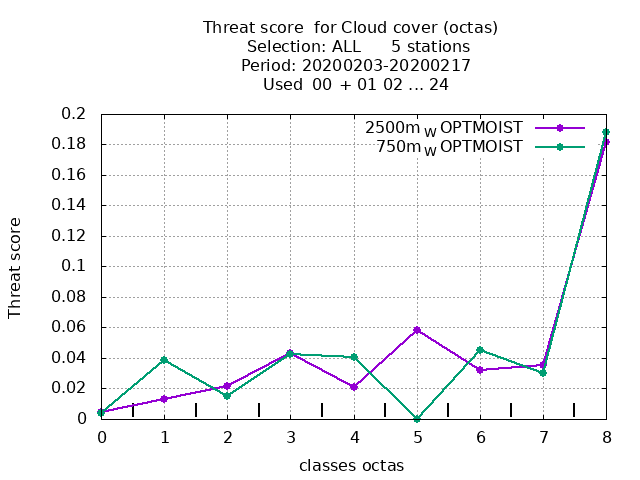 Threat score  for Cloud cover (octas)
Selection: ALL      5 stations
Period: 20200203-20200217
Used  00 + 01 02 ... 24
2500m W OPTMOIST
750m W OPTMOIST
0.2
0.18
0.16
0.14
0.12
0.1
0.08
0.06
0.04
0.02
0
Threat score
0 1 2 3 4 5 6 7 8
classes octas